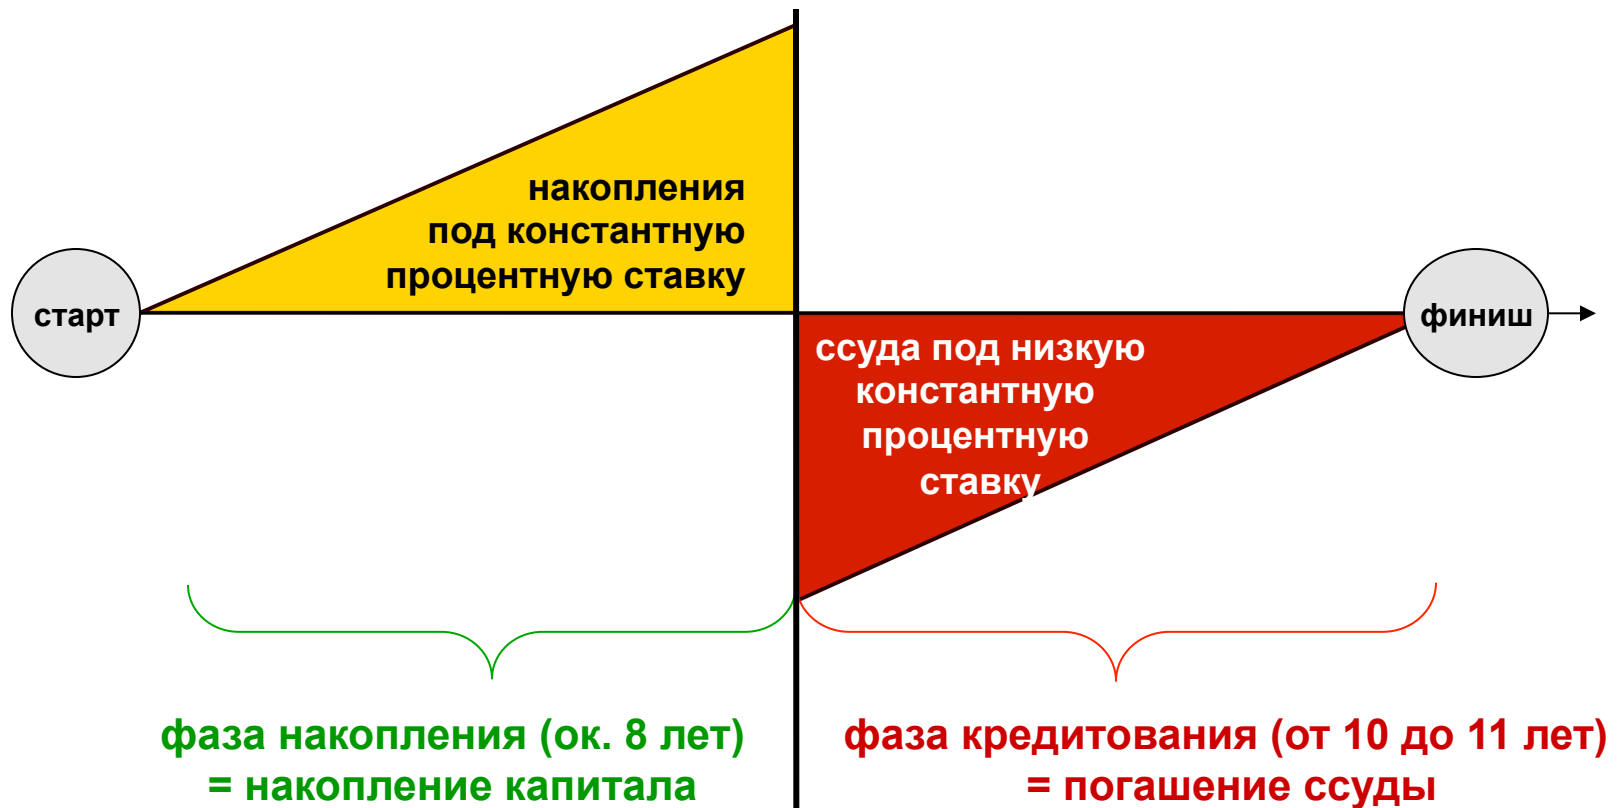 накопления
под константную
процентную ставку
старт
финиш
ссуда под низкую
константную
процентную
ставку
фаза накопления (ок. 8 лет)
= накопление капитала
фаза кредитования (от 10 до 11 лет)
= погашение ссуды